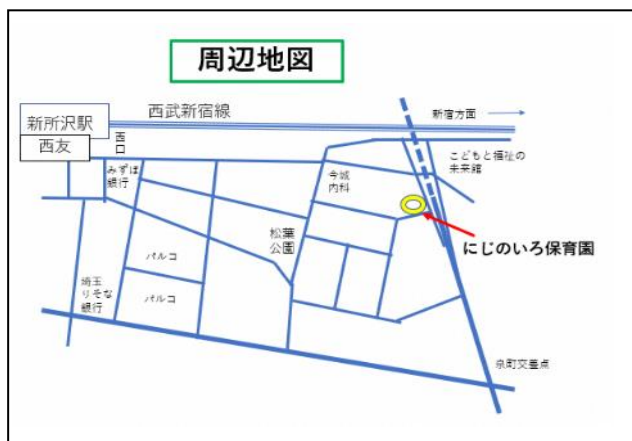 周辺地図
西武新宿線
新宿方面
新所沢駅
西友
西
口
みずほ
銀行
今城
内科
こどもと福祉の
未来館
松葉
公園
にじのいろ保育園
パルコ
パルコ
埼玉
りそな
銀行
泉町交差点